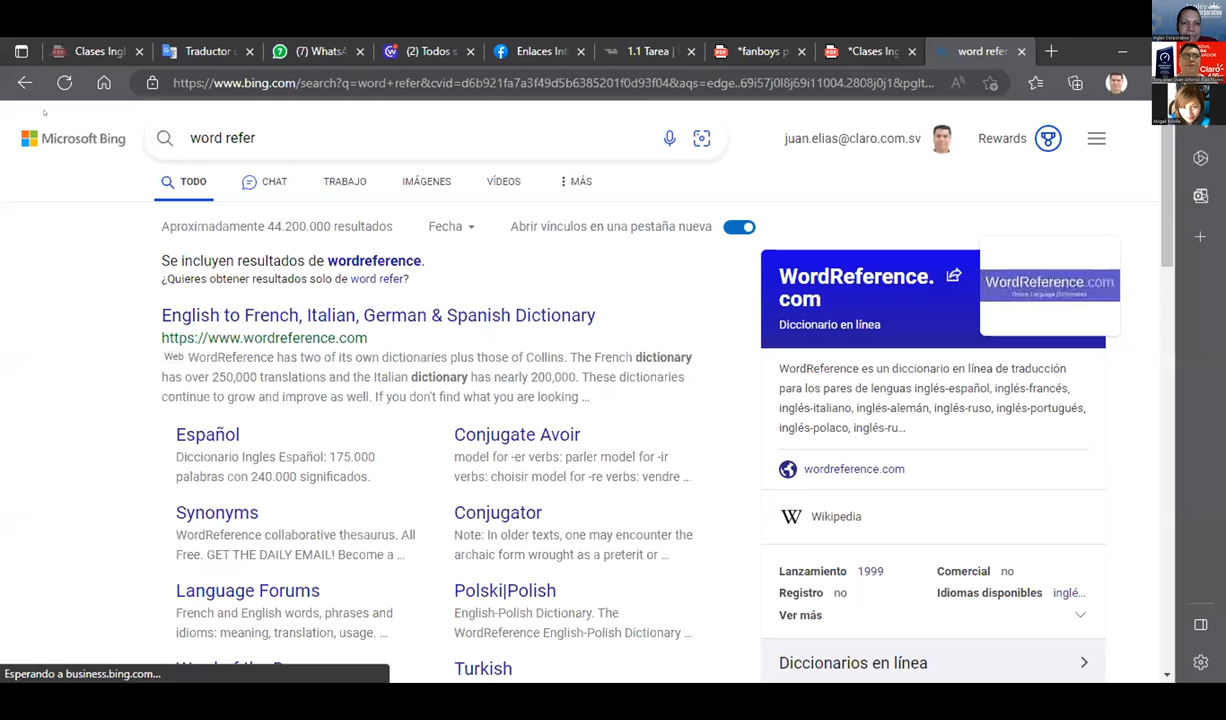 Clases Ingl
Traductor
(7) WhatsA
(2) Todos s
Enlaces Inte
1.1 Tarea |
*fanboys p
*Clases Ing
word refer
https://www.bing.com/search?q=word+refer&cvid=d6b921fa7a3f49d5b6385201f0d93f04&aqs=edge..69i57j0l8j69i11004.2808j0j1&pglt...
Microsoft Bing
word refer
juan.elias@claro.com.sv
Rewards
TODO
CHAT
TRABAJO
IMÁGENES
VÍDEOS
MÁS
Aproximadamente 44.200.000 resultados
Fecha
Abrir vínculos en una pestaña nueva
Se incluyen resultados de wordreference.
¿Quieres obtener resultados solo de word refer?
English to French, Italian, German & Spanish Dictionary
https://www.wordreference.com
Web WordReference has two of its own dictionaries plus those of Collins. The French dictionary
has over 250,000 translations and the Italian dictionary has nearly 200,000. These dictionaries
continue to grow and improve as well. If you don't find what you are looking ...
Español
Diccionario Ingles Español: 175.000
palabras con 240.000 significados.
Conjugate Avoir
model for -er verbs: parler model for -ir
verbs: choisir model for -re verbs: vendre ...
Synonyms
WordReference collaborative thesaurus. All
Free. GET THE DAILY EMAIL! Become a ...
Conjugator
Note: In older texts, one may encounter the
archaic form wrought as a preterit or ...
Language Forums
French and English words, phrases and
idioms: meaning, translation, usage. ...
Polski|Polish
English-Polish Dictionary. The
WordReference English-Polish Dictionary ...
Turkish
WordReference.
com
Diccionario en línea
WordReference.com
Online Language Dictionaries
WordReference es un diccionario en línea de traducción
para los pares de lenguas inglés-español, inglés-francés,
inglés-italiano, inglés-alemán, inglés-ruso, inglés-portugués,
inglés-polaco, inglés-ru...
wordreference.com
Wikipedia
Lanzamiento 1999
Comercial no
Registro no
Idiomas disponibles inglé...
Ver más
Diccionarios en línea
Esperando a business.bing.com...